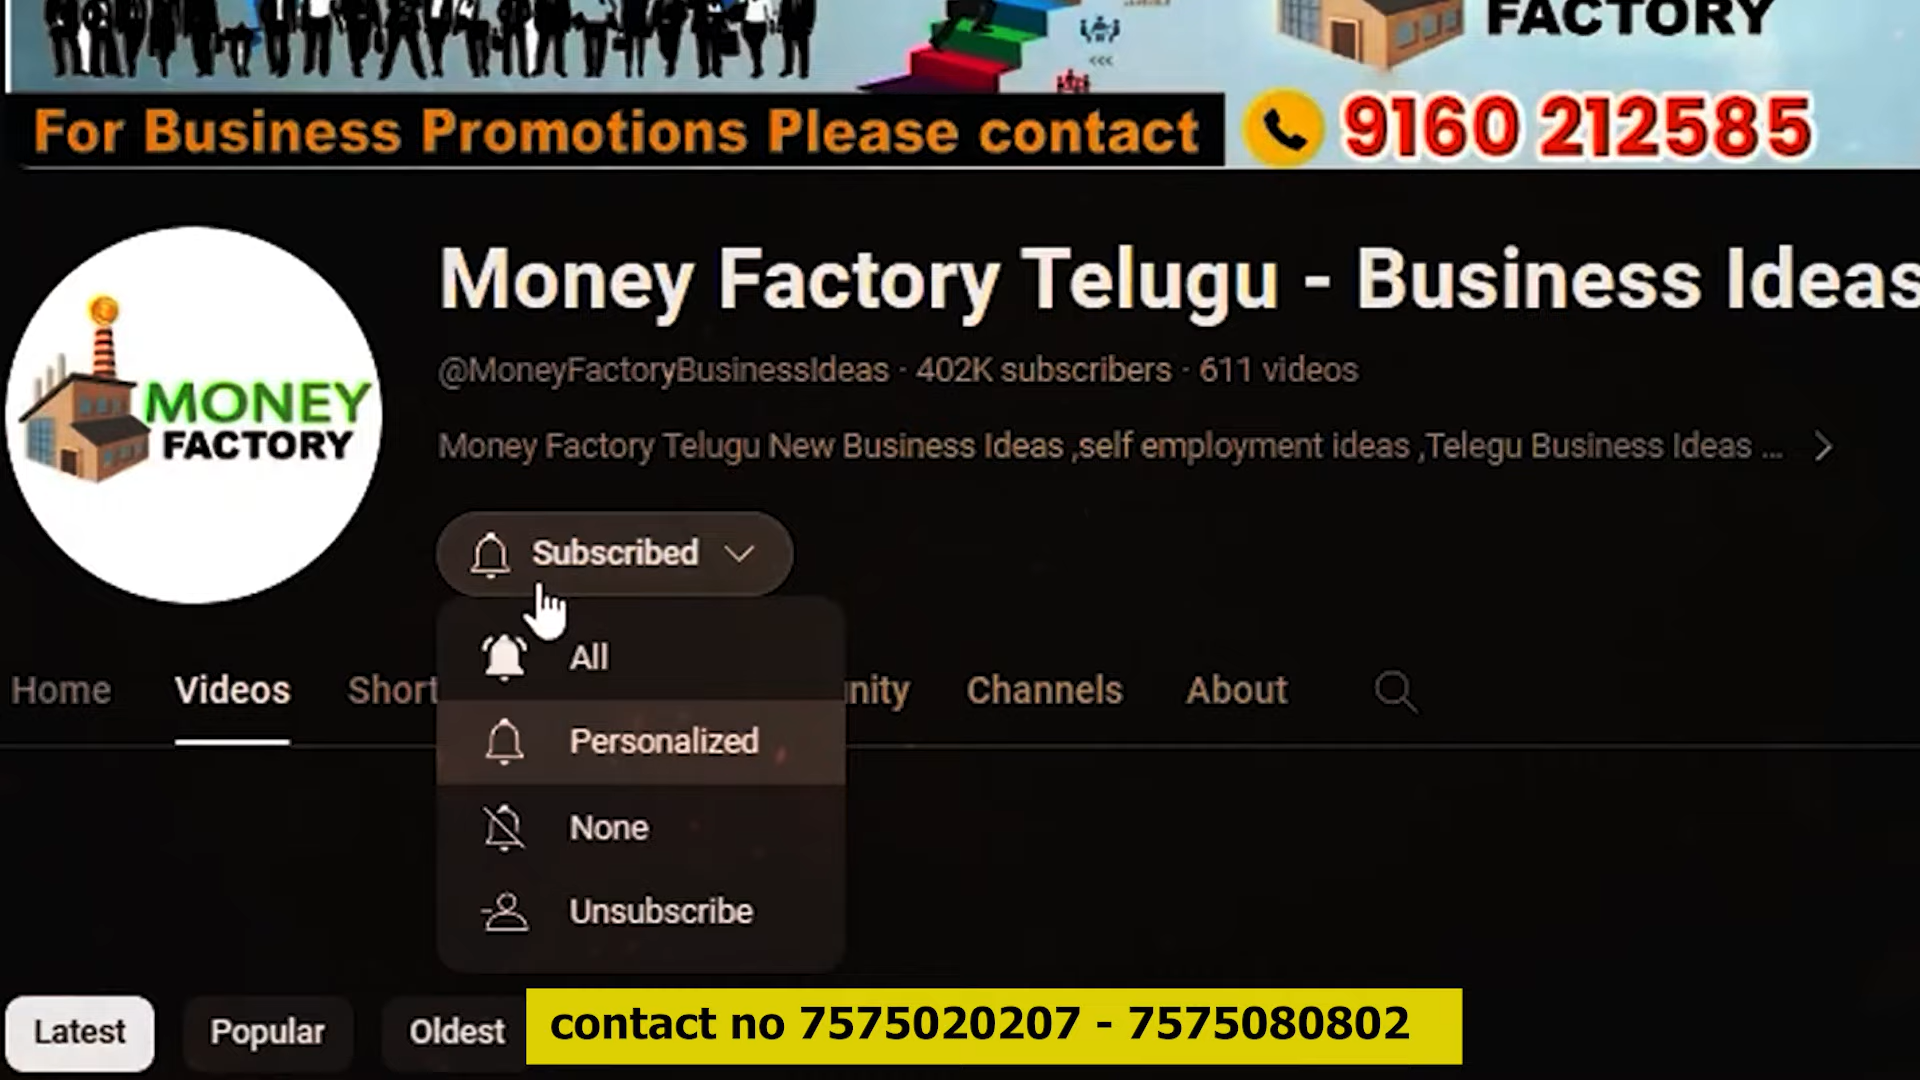 FACTORY
For Business Promotions Please contact
9160 212585
Money Factory Telugu - Business Ideas
@MoneyFactoryBusinessIdeas · 402K subscribers · 611 videos
MONEY
FACTORY
Money Factory Telugu New Business Ideas ,self employment ideas ,Telegu Business Ideas ...
Subscribed
All
Home Videos Short nity Channels About
Personalized
None
Unsubscribe
Latest Popular Oldest
contact no 7575020207 - 7575080802